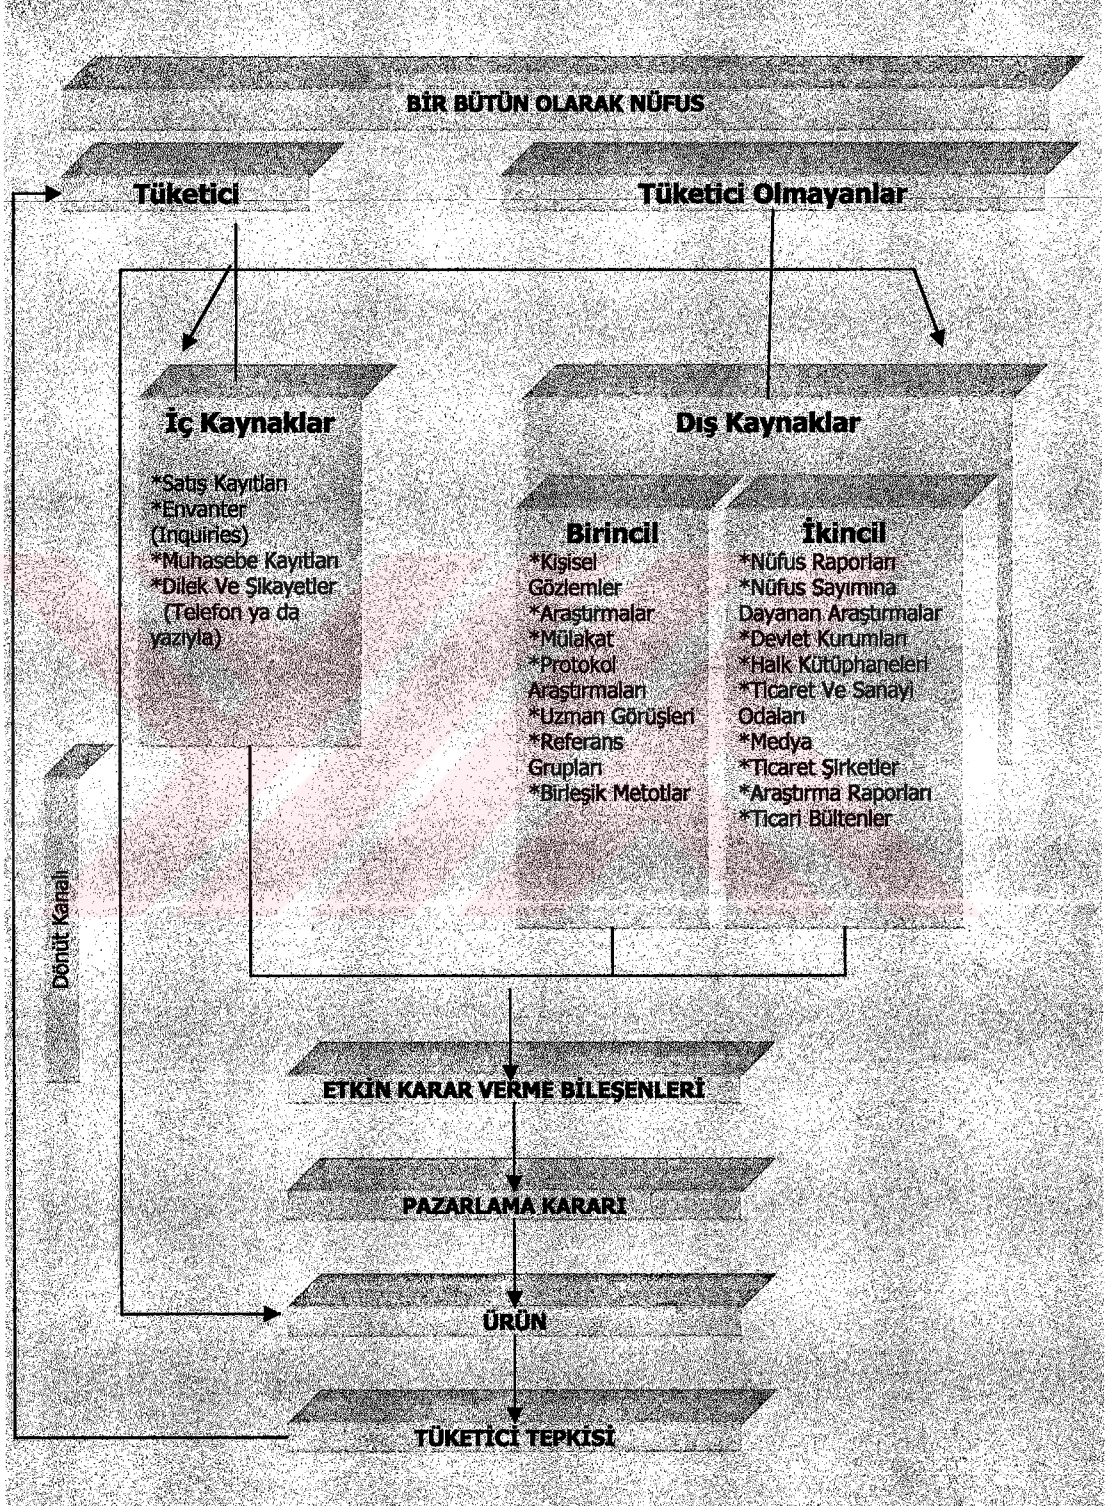 BİR BÜTÜN OLARAK NÜFUS
Tüketici
Tüketici Olmayanlar
İç Kaynaklar
*Satış Kayıtları
*Envanter
(Inquiries)
*Muhasebe Kayıtları
*Dilek Ve Şikayetler
(Telefon ya da
yazıyla)
Dış Kaynaklar
Birincil
*Kişisel
Gözlemler
*Araştırmalar
*Mülakat
*Protokol
Araştırmaları
*Uzman Görüşleri
*Referans
Grupları
*Birleşik Metotlar
İkincil
*Nüfus Raporları
*Nüfus Sayımına
Dayanan Araştırmalar
*Devlet Kurumları
*Halk Kütüphaneleri
*Ticaret Ve Sanayi
Odaları
*Medya
*Ticaret Şirketler
*Araştırma Raporları
*Ticari Bültenler
Dönüt Kanalı
ETKİN KARAR VERME BİLEŞENLERİ
PAZARLAMA KARARI
ÜRÜN
TÜKETİCİ TEPKİSİ